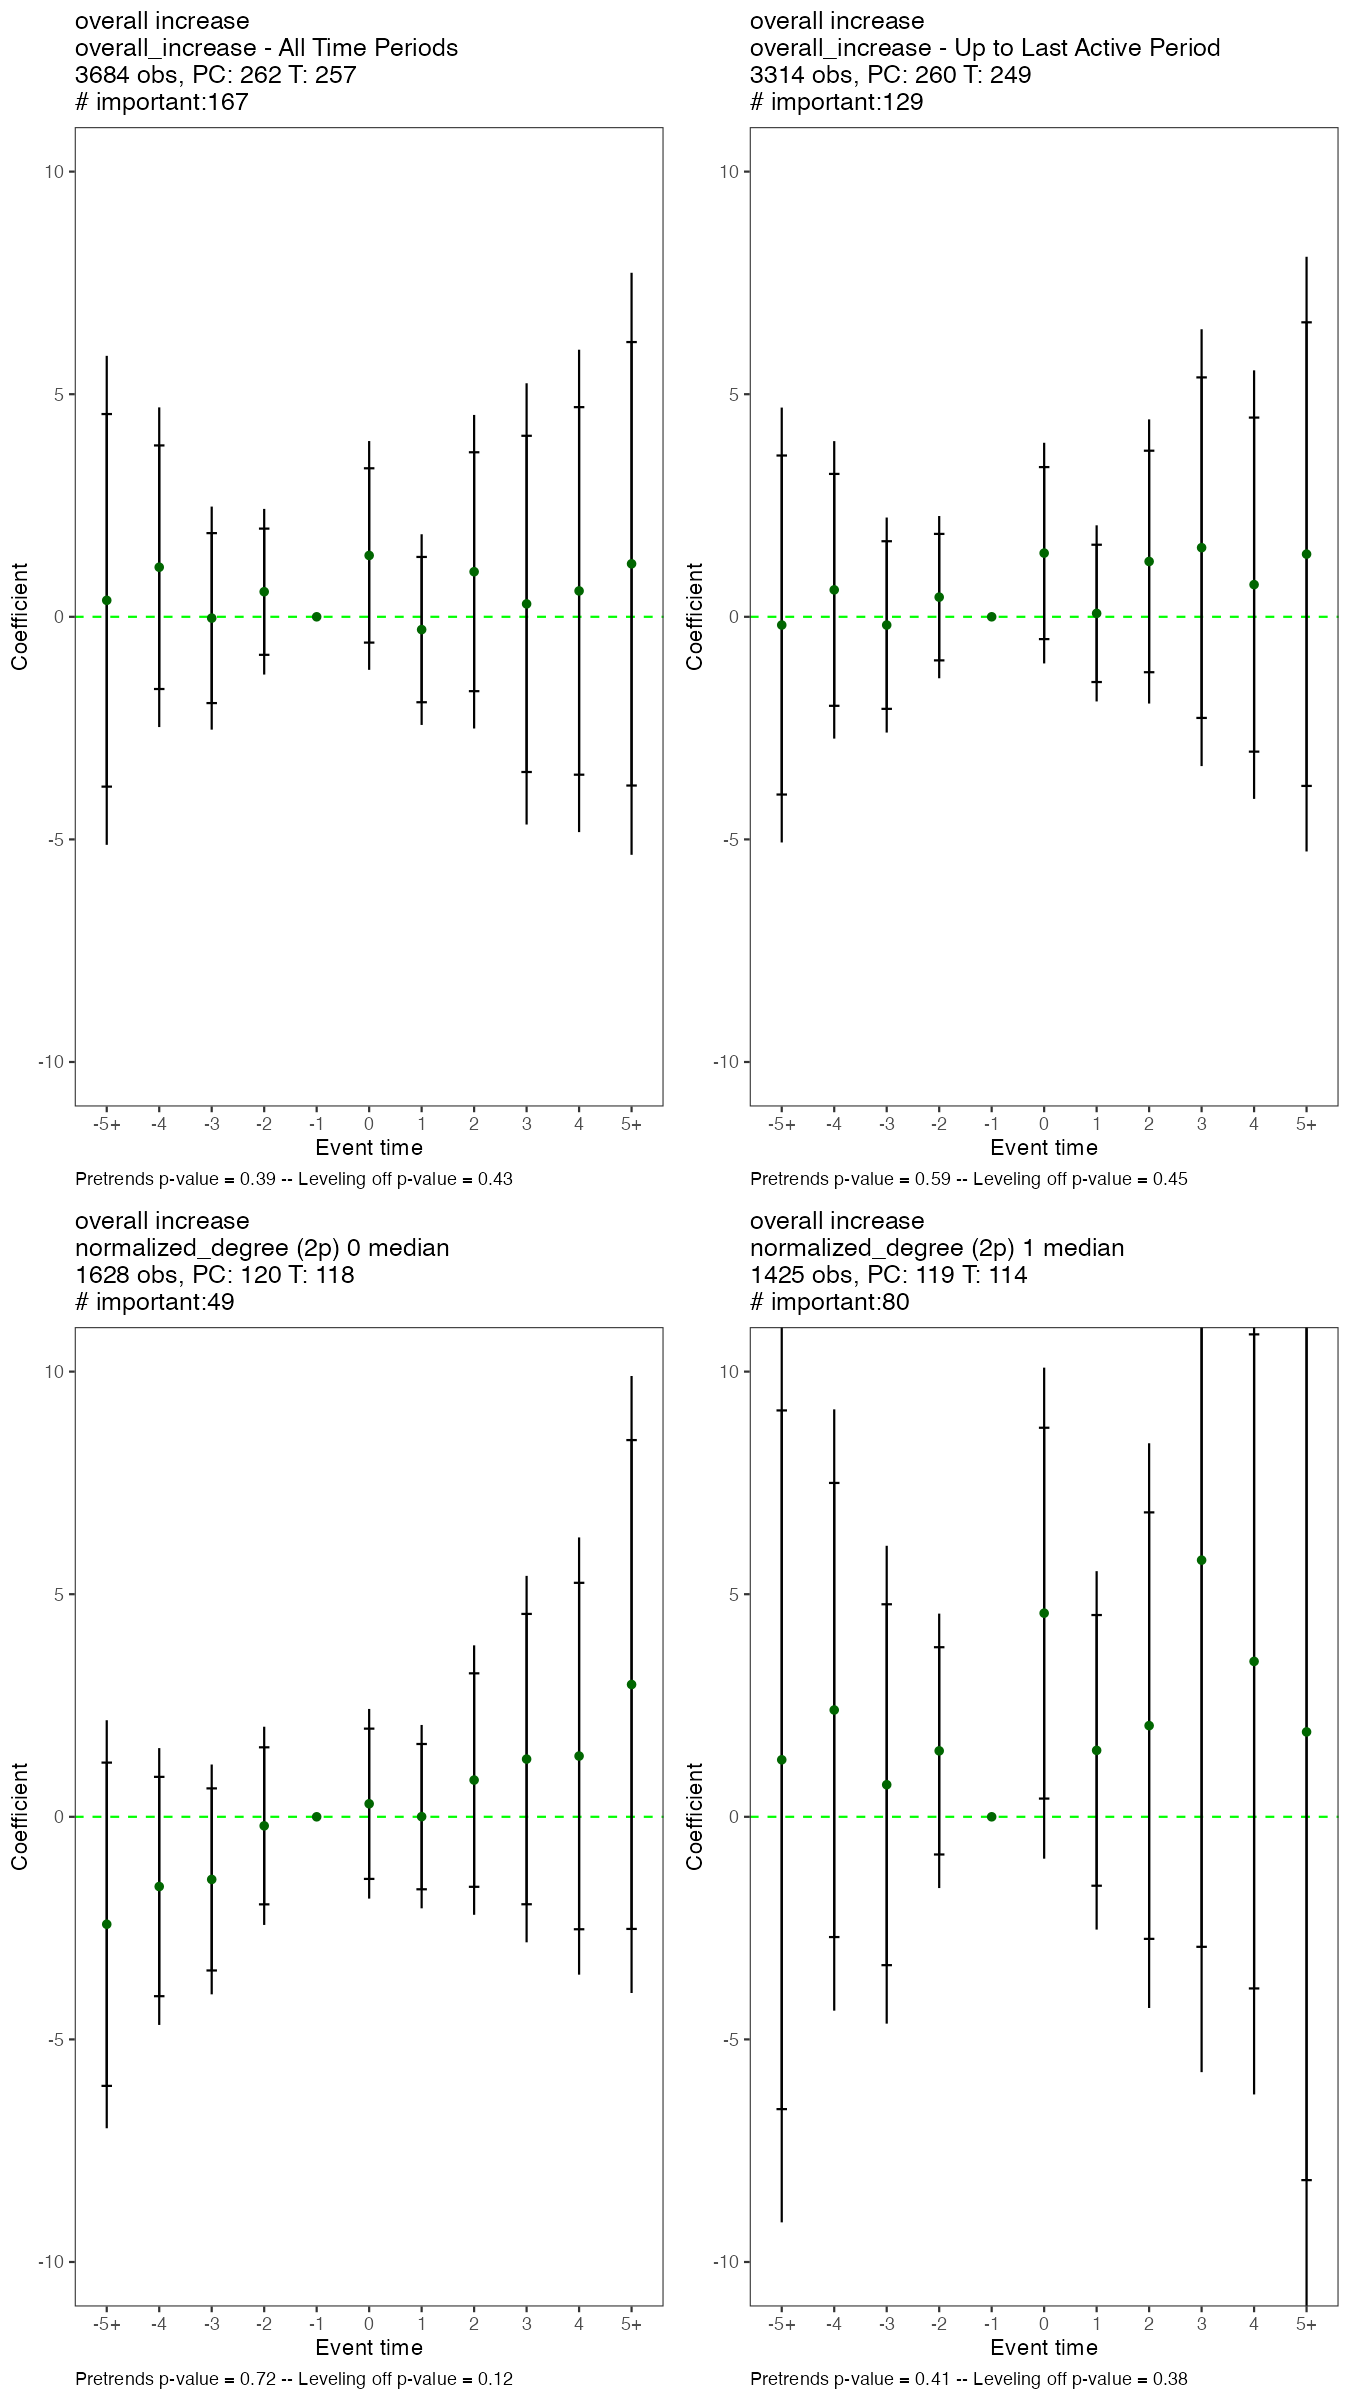 overall increase
overall_increase - All Time Periods
3684 obs, PC: 262 T: 257
# important:167
10
5
0
-5
-10
Coefficient
-5+ -4 -3 -2 -1 0 1 2 3 4 5+
Event time
Pretrends p-value = 0.39 -- Leveling off p-value = 0.43
overall increase
overall_increase - Up to Last Active Period
3314 obs, PC: 260 T: 249
# important:129
10
5
0
-5
-10
Coefficient
-5+ -4 -3 -2 -1 0 1 2 3 4 5+
Event time
Pretrends p-value = 0.59 -- Leveling off p-value = 0.45
overall increase
normalized_degree (2p) 0 median
1628 obs, PC: 120 T: 118
# important:49
10
5
0
-5
-10
Coefficient
-5+ -4 -3 -2 -1 0 1 2 3 4 5+
Event time
Pretrends p-value = 0.72 -- Leveling off p-value = 0.12
overall increase
normalized_degree (2p) 1 median
1425 obs, PC: 119 T: 114
# important:80
10
5
0
-5
-10
Coefficient
-5+ -4 -3 -2 -1 0 1 2 3 4 5+
Event time
Pretrends p-value = 0.41 -- Leveling off p-value = 0.38